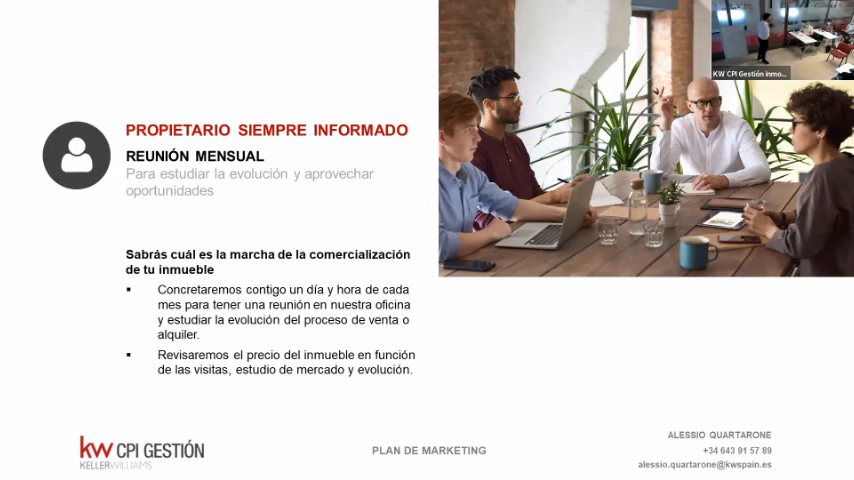 KW CPI Gestión inmo...
PROPIETARIO SIEMPRE INFORMADO
REUNIÓN MENSUAL
Para estudiar la evolución y aprovechar
oportunidades
Sabrás cuál es la marcha de la comercialización
de tu inmueble
▪ Concretaremos contigo un día y hora de cada
mes para tener una reunión en nuestra oficina
y estudiar la evolución del proceso de venta o
alquiler.
▪ Revisaremos el precio del inmueble en función
de las visitas, estudio de mercado y evolución.
kw CPI GESTIÓN
KELLERWILLIAMS
PLAN DE MARKETING
ALESSIO QUARTARONE
+34 643 91 57 89
alessio.quartarone@kwspain.es